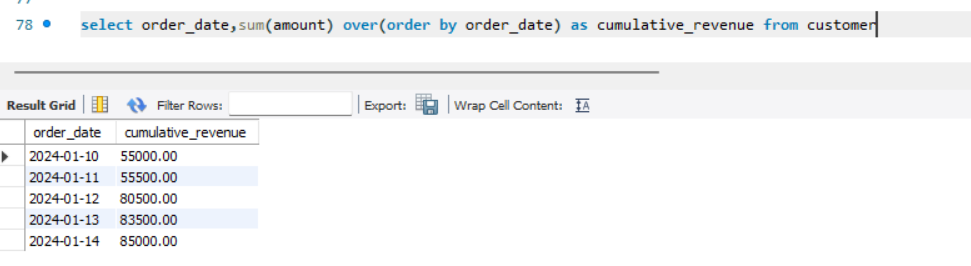 78 select order_date,sum(amount) over(order by order_date) as cumulative_revenue from customer
Result Grid Filter Rows: Export: Wrap Cell Content: IA
order_date cumulative_revenue
2024-01-10 55000.00
2024-01-11 55500.00
2024-01-12 80500.00
2024-01-13 83500.00
2024-01-14 85000.00